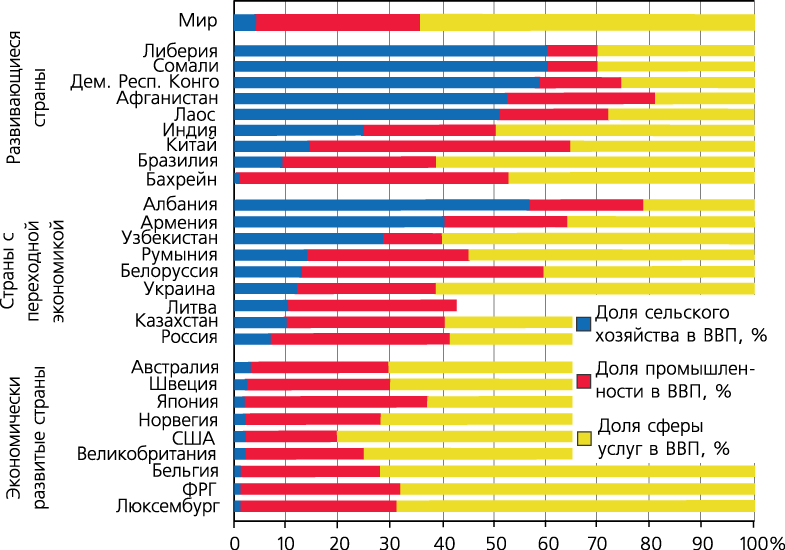 Мир
Развивающиеся
страны
Либерия
Сомали
Дем. Респ. Конго
Афганистан
Лаос
Индия
Китай
Бразилия
Бахрейн
Страны с
переходной
экономикой
Албания
Армения
Узбекистан
Румыния
Белоруссия
Украина
Литва
Казахстан
Россия
Экономически
развитые страны
Австралия
Швеция
Япония
Норвегия
США
Великобритания
Бельгия
ФРГ
Люксембург
Доля сельского
хозяйства в ВВП, %
Доля промышлен-
ности в ВВП, %
Доля сферы
услуг в ВВП, %
0 10 20 30 40 50 60 70 80 90 100%